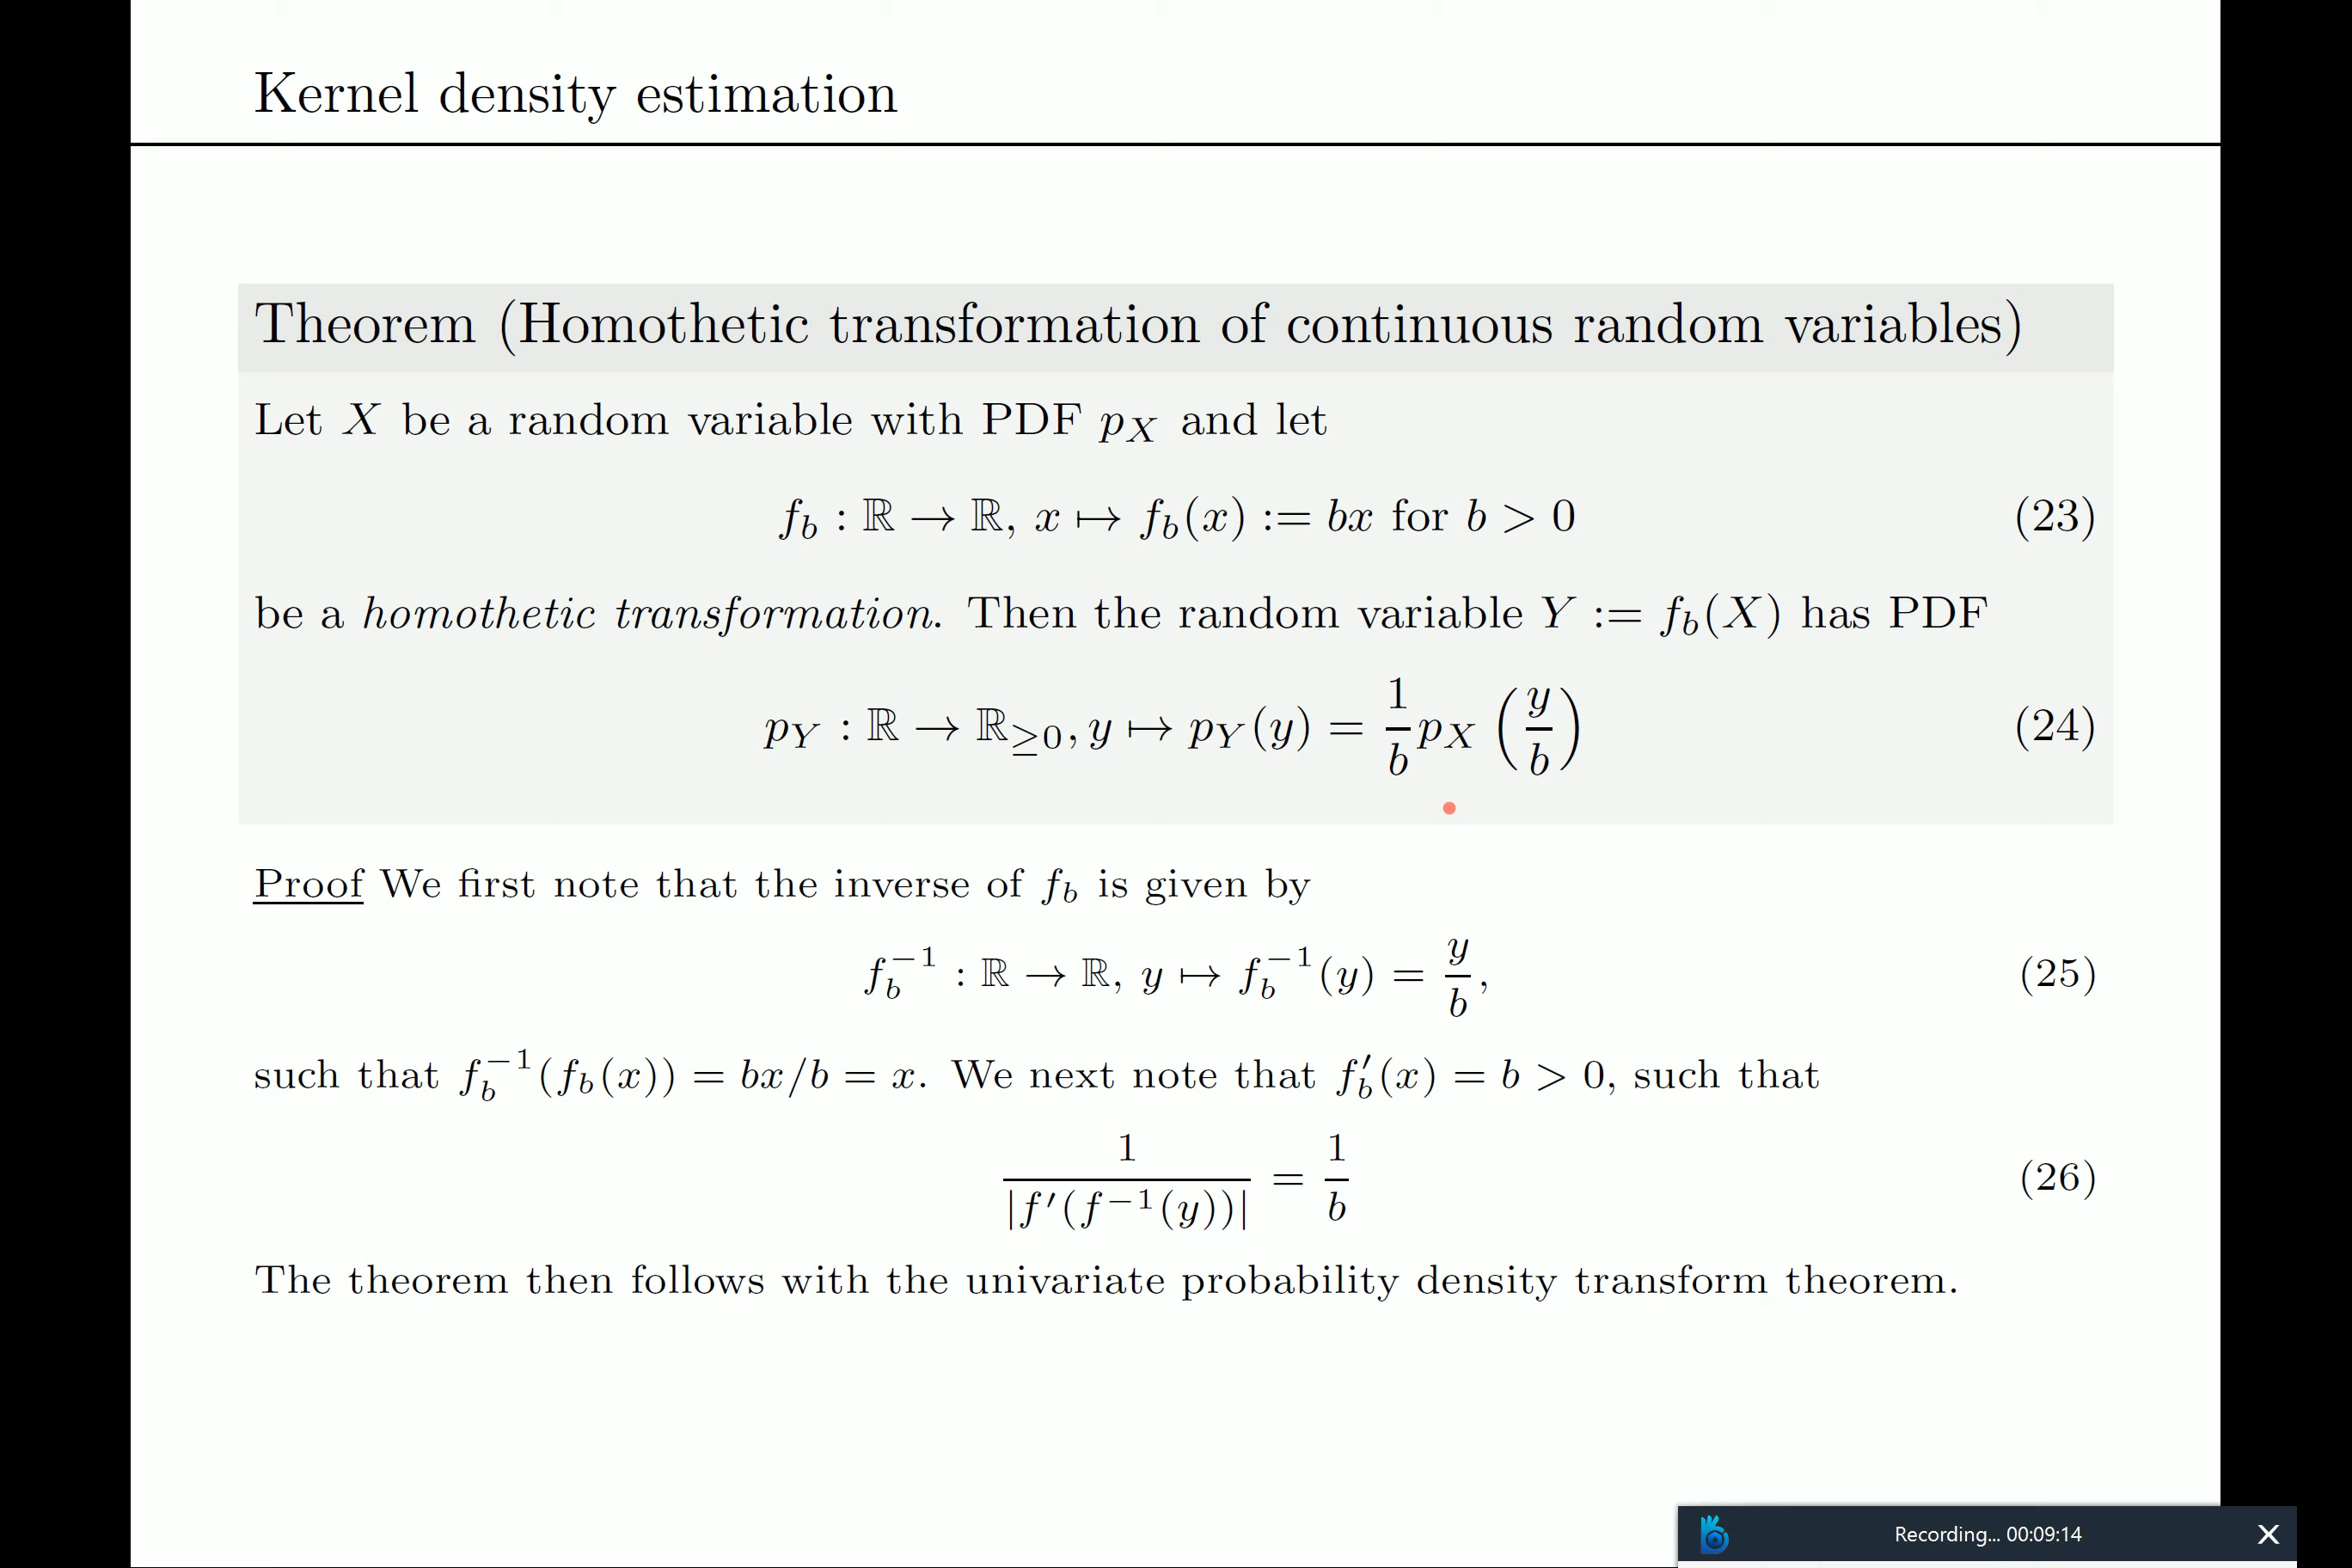 Kernel density estimation
Theorem (Homothetic transformation of continuous random variables)
Let X be a random variable with PDF p_X and let
f_b : ℝ → ℝ, x ↦ f_b(x) := bx for b > 0 (23)
be a homothetic transformation. Then the random variable Y := f_b(X) has PDF
p_Y : ℝ → ℝ_{≥0}, y ↦ p_Y(y) = \frac{1}{b} p_X \left( \frac{y}{b} \right) (24)
Proof We first note that the inverse of f_b is given by
f_b^{-1} : ℝ → ℝ, y ↦ f_b^{-1}(y) = \frac{y}{b}, (25)
such that f_b^{-1}(f_b(x)) = bx/b = x. We next note that f_b′(x) = b > 0, such that
\frac{1}{|f′(f^{-1}(y))|} = \frac{1}{b} (26)
The theorem then follows with the univariate probability density transform theorem.
Recording... 00:09:14 X